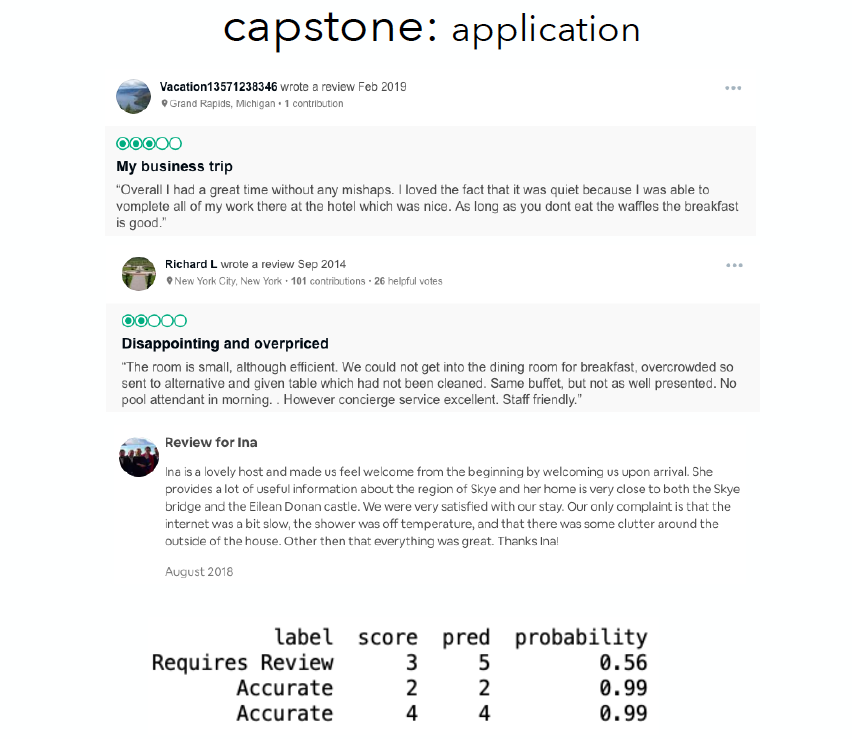 capstone: application
Vacation13571238346 wrote a review Feb 2019
Grand Rapids, Michigan • 1 contribution
My business trip
“Overall I had a great time without any mishaps. I loved the fact that it was quiet because I was able to
vomplete all of my work there at the hotel which was nice. As long as you dont eat the waffles the breakfast
is good.”
Richard L wrote a review Sep 2014
New York City, New York • 101 contributions • 26 helpful votes
Disappointing and overpriced
“The room is small, although efficient. We could not get into the dining room for breakfast, overcrowded so
sent to alternative and given table which had not been cleaned. Same buffet, but not as well presented. No
pool attendant in morning. . However concierge service excellent. Staff friendly.”
Review for Ina
Ina is a lovely host and made us feel welcome from the beginning by welcoming us upon arrival. She
provides a lot of useful information about the region of Skye and her home is very close to both the Skye
bridge and the Eilean Donan castle. We were very satisfied with our stay. Our only complaint is that the
internet was a bit slow, the shower was off temperature, and that there was some clutter around the
outside of the house. Other then that everything was great. Thanks Ina!
August 2018
label score pred probability
Requires Review 3 5 0.56
Accurate 2 2 0.99
Accurate 4 4 0.99